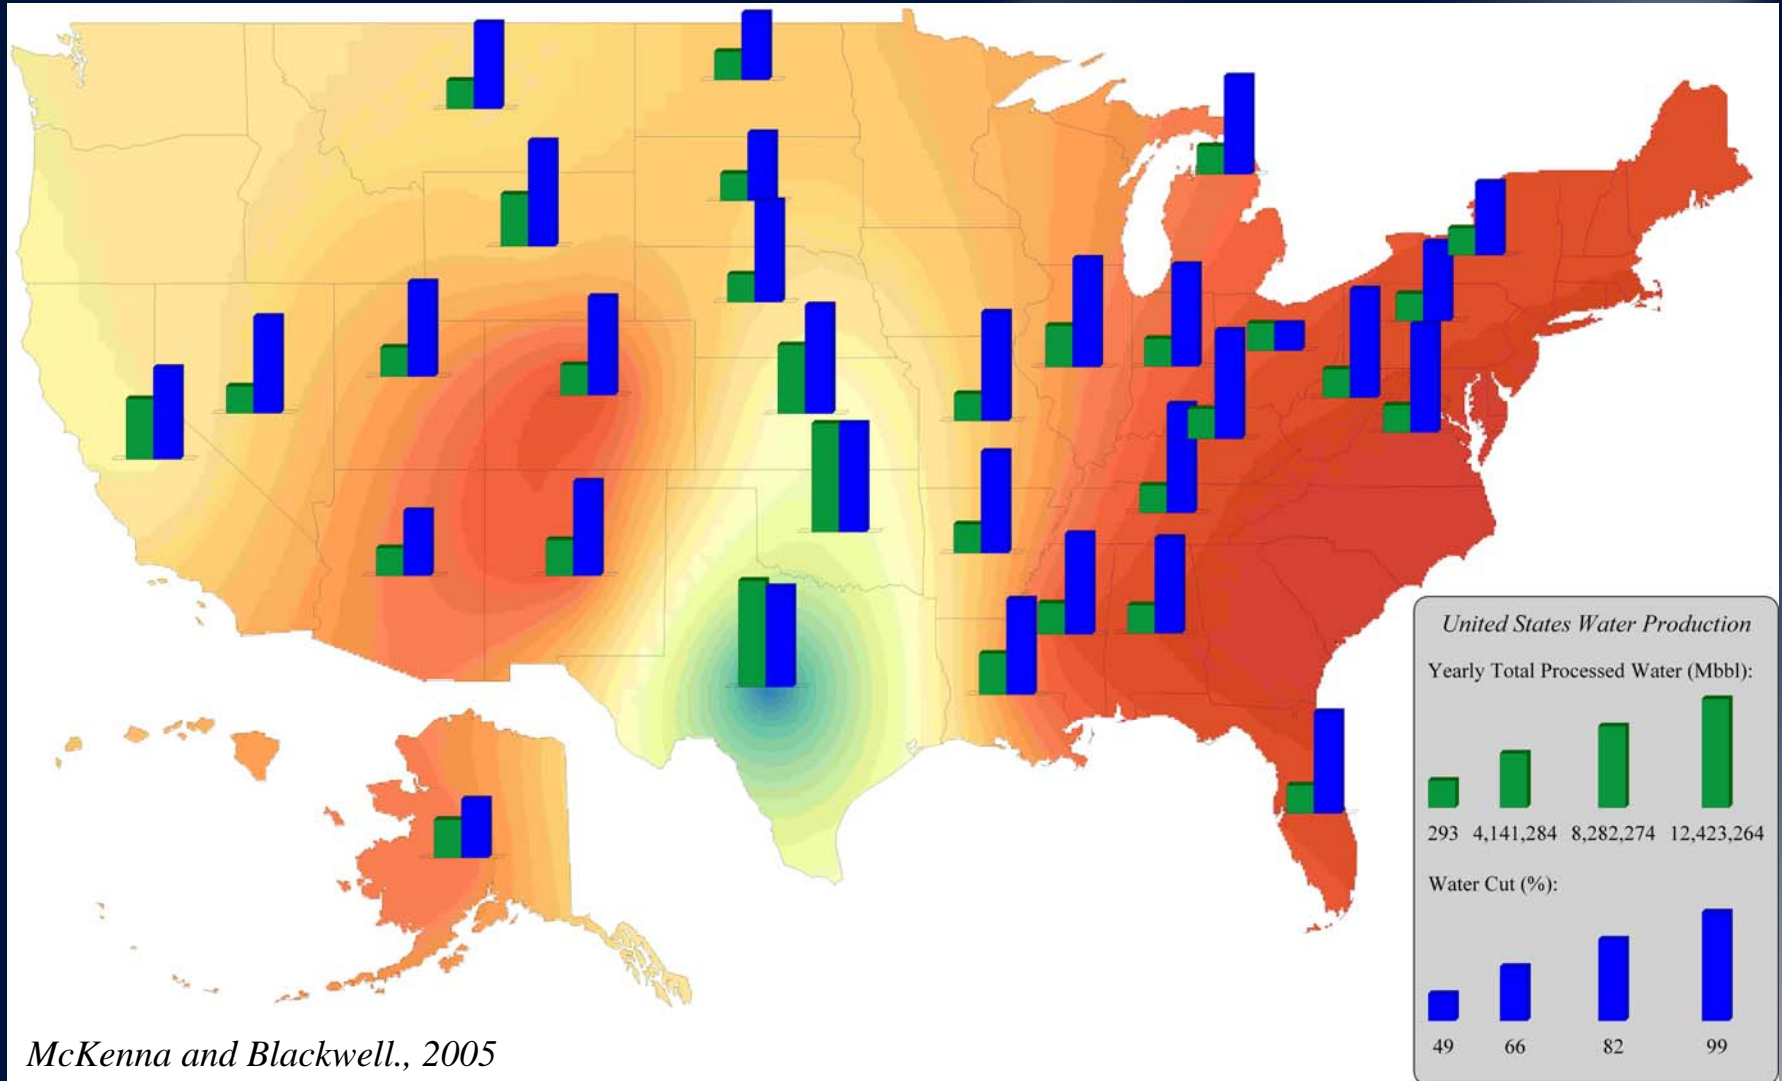 United States Water Production
Yearly Total Processed Water (Mbbl):
293 4,141,284 8,282,274 12,423,264
Water Cut (%):
49 66 82 99
McKenna and Blackwell., 2005